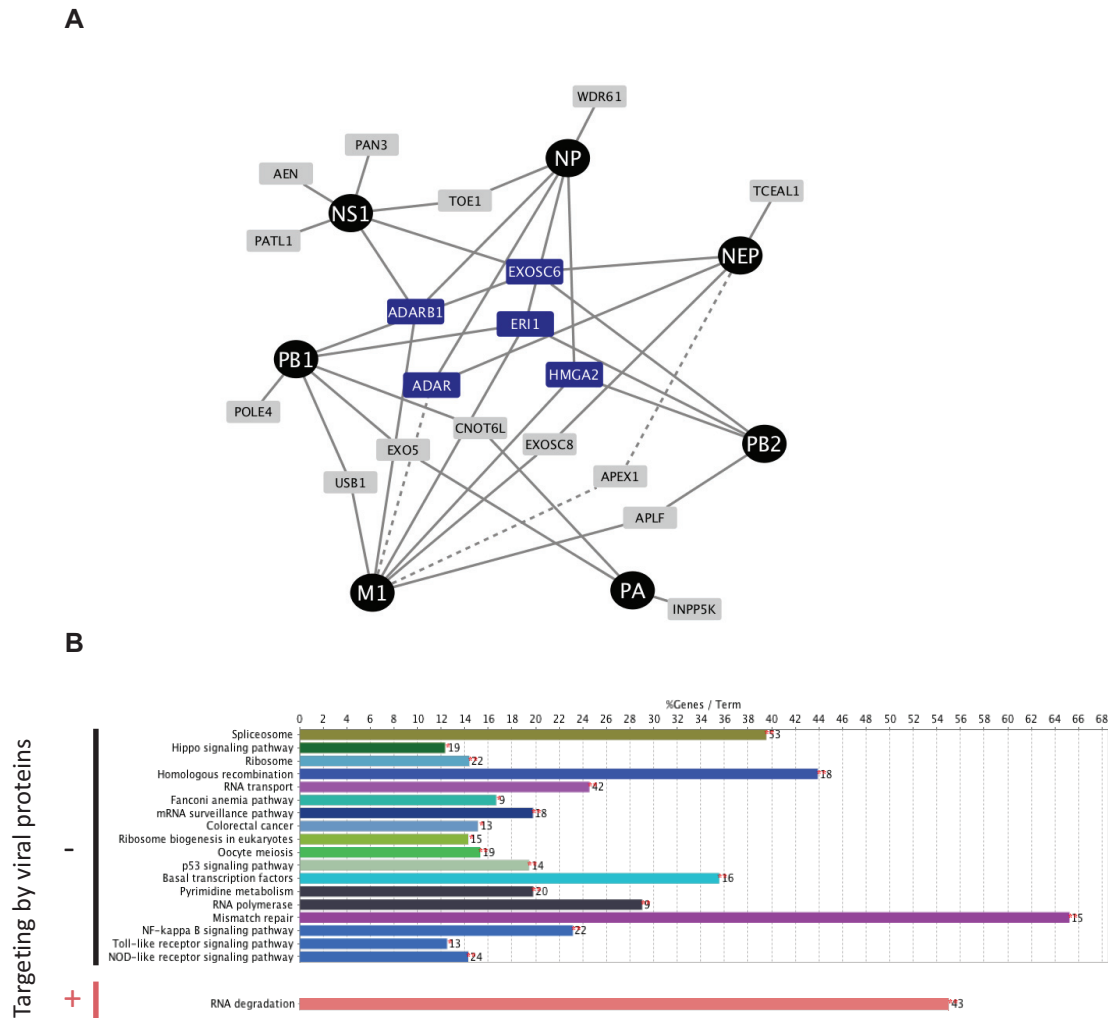 A
WDR61
NP
PAN3
AEN
TCEAL1
TOE1
NS1
PATL1
NEP
EXOSC6
ADARB1
ERI1
PB1
HMGA2
ADAR
POLE4
CNOT6L
EXOSC8
PB2
EXO5
APEX1
USB1
APLF
M1
PA
INPP5K
B
%Genes / Term
0 2 4 6 8 10 12 14 16 18 20 22 24 26 28 30 32 34 36 38 40 42 44 46 48 50 52 54 56 58 60 62 64 66 68
Targeting by viral proteins
-
Spliceosome 53
Hippo signaling pathway 19
Ribosome 22
Homologous recombination 18
RNA transport 42
Fanconi anemia pathway 9
mRNA surveillance pathway 18
Colorectal cancer 13
Ribosome biogenesis in eukaryotes 15
Oocyte meiosis 19
p53 signaling pathway 14
Basal transcription factors 16
Pyrimidine metabolism 20
RNA polymerase 9
Mismatch repair 15
NF-kappa B signaling pathway 22
Toll-like receptor signaling pathway 13
NOD-like receptor signaling pathway 24
+
RNA degradation 43